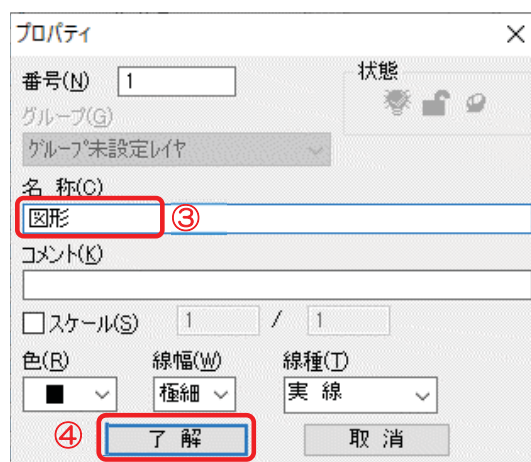 プロパティ
番号(N) 1 状態
グループ(G)
グループ未設定レイヤ
名 称(C)
図形 ③
コメント(K)
スケール(S) 1 / 1
色(R) 線幅(W) 線種(T)
極細 実 線
④ 了 解 取 消